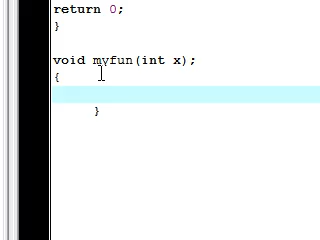 return 0;
}
void myfun(int x);
{
}